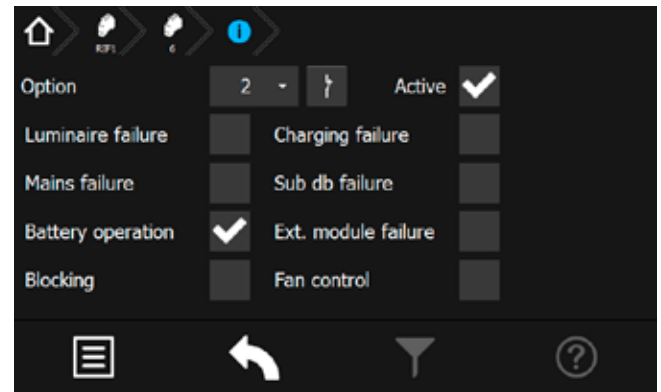 RIF1 6 i
Option 2 Active
Luminaire failure Charging failure
Mains failure Sub db failure
Battery operation Ext. module failure
Blocking Fan control
?